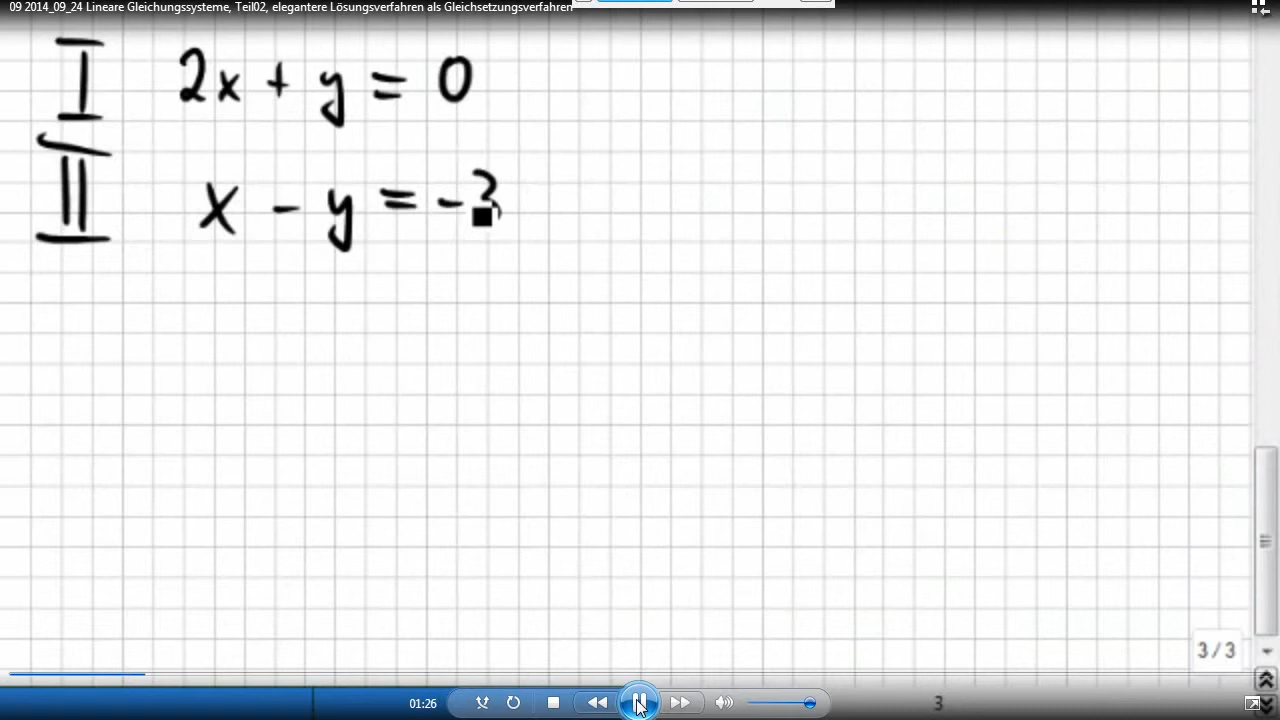 09 2014_09_24 Lineare Gleichungssysteme, Teil02, elegantere Lösungsverfahren als Gleichsetzungsverfahren
I 2x + y = 0
II x - y = -3
3 / 3
01:26
3